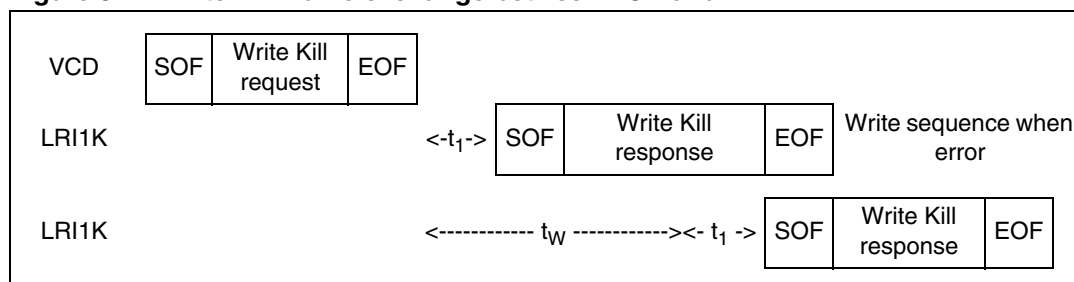 VCD SOF Write Kill request EOF
LRI1K <-t1-> SOF Write Kill response EOF Write sequence when error
LRI1K <------------ tW ------------><- t1 -> SOF Write Kill response EOF